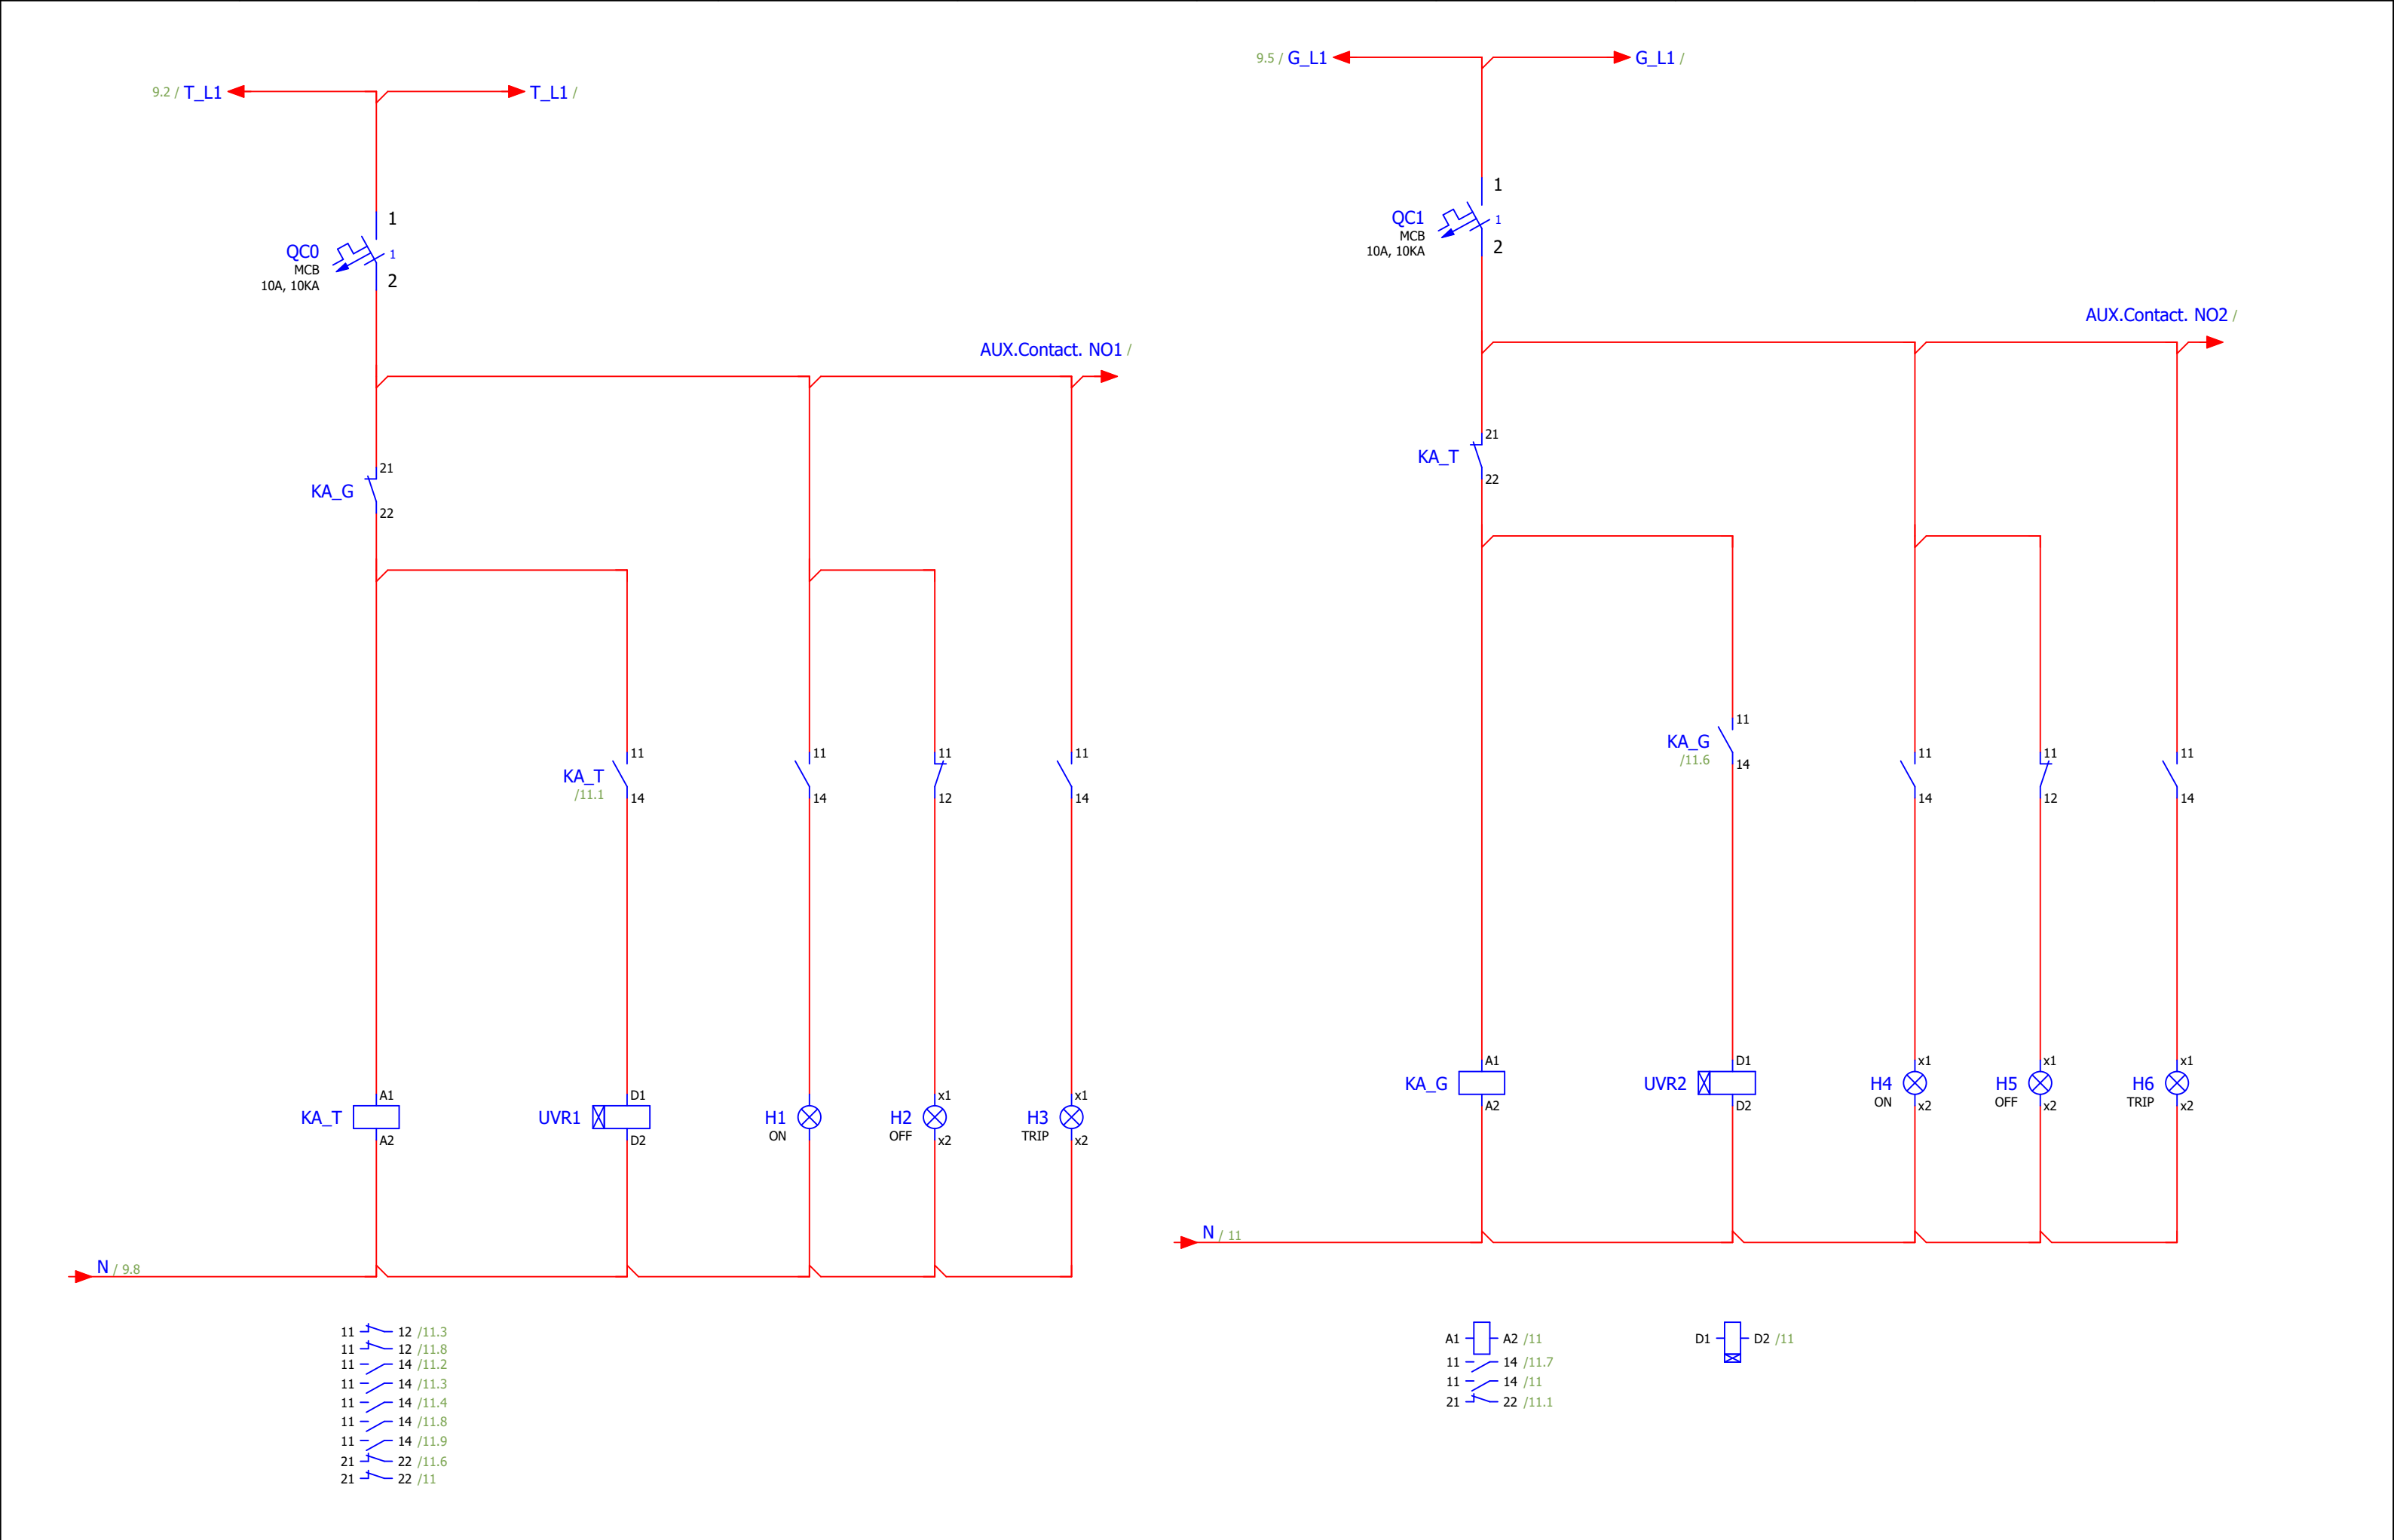 9.2 / T_L1
T_L1 /
1
QC0
MCB
10A, 10KA
1
2
AUX.Contact. NO1 /
KA_G
21
22
KA_T
/11.1
11
14
11
14
11
12
11
14
KA_T
A1
A2
UVR1
D1
D2
H1
ON
H2
OFF
x1
x2
H3
TRIP
x1
x2
N / 9.8
11 12 /11.3
11 12 /11.8
11 14 /11.2
11 14 /11.3
11 14 /11.4
11 14 /11.8
11 14 /11.9
21 22 /11.6
21 22 /11
9.5 / G_L1
G_L1 /
1
QC1
MCB
10A, 10KA
1
2
AUX.Contact. NO2 /
KA_T
21
22
KA_G
/11.6
11
14
11
14
11
12
11
14
KA_G
A1
A2
UVR2
D1
D2
H4
ON
x1
x2
H5
OFF
x1
x2
H6
TRIP
x1
x2
N / 11
A1 A2 /11
11 14 /11.7
11 14 /11
21 22 /11.1
D1 D2 /11